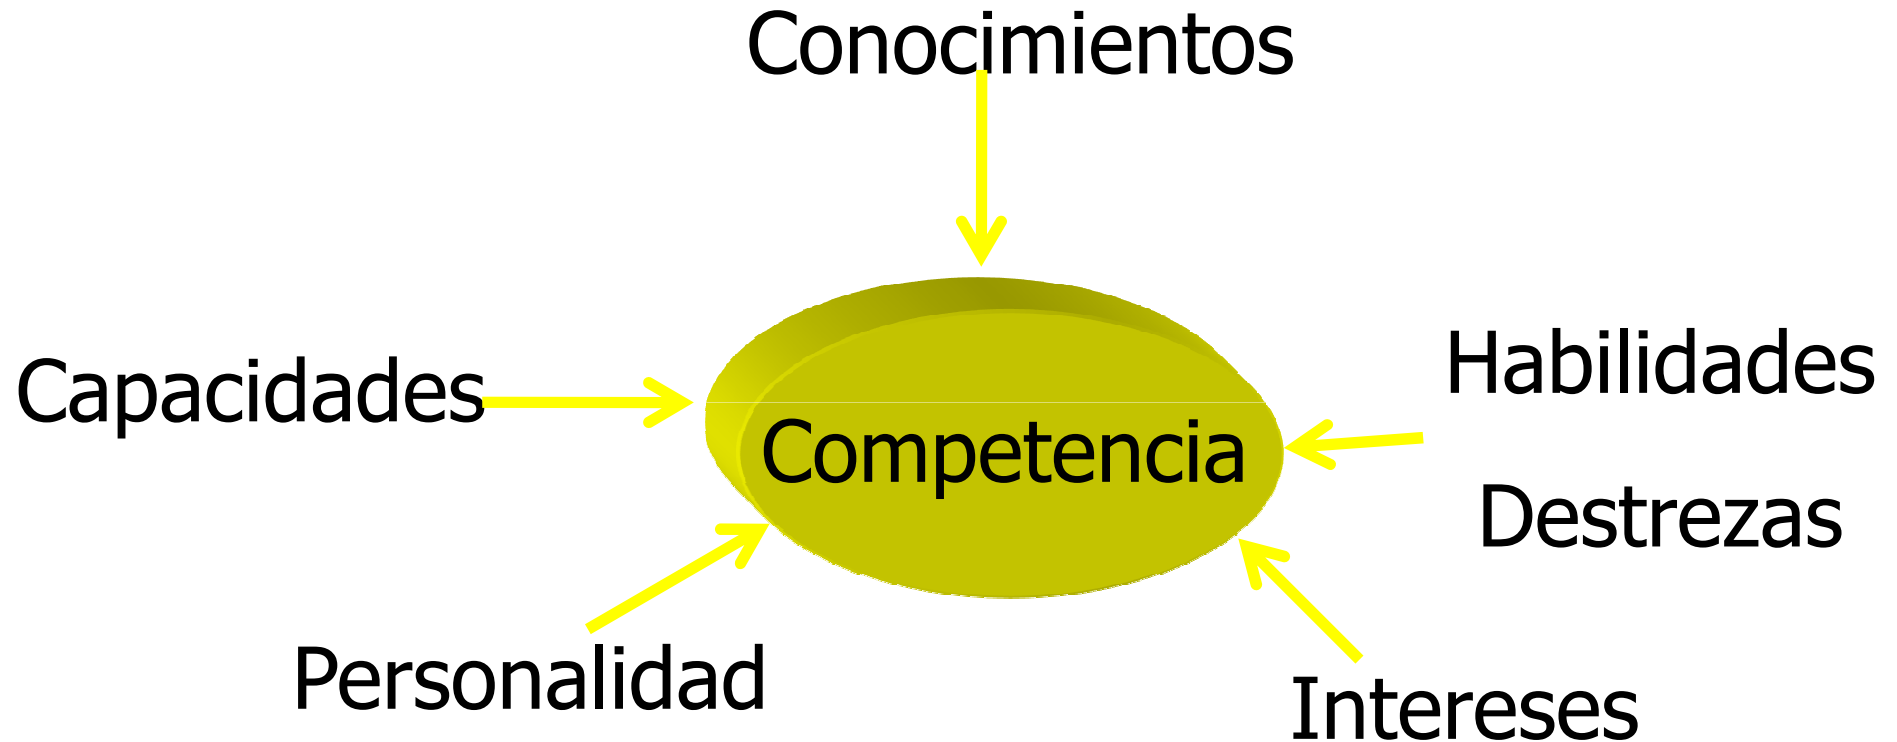 Conocimientos
Habilidades
Capacidades
Competencia
Destrezas
Personalidad
Intereses